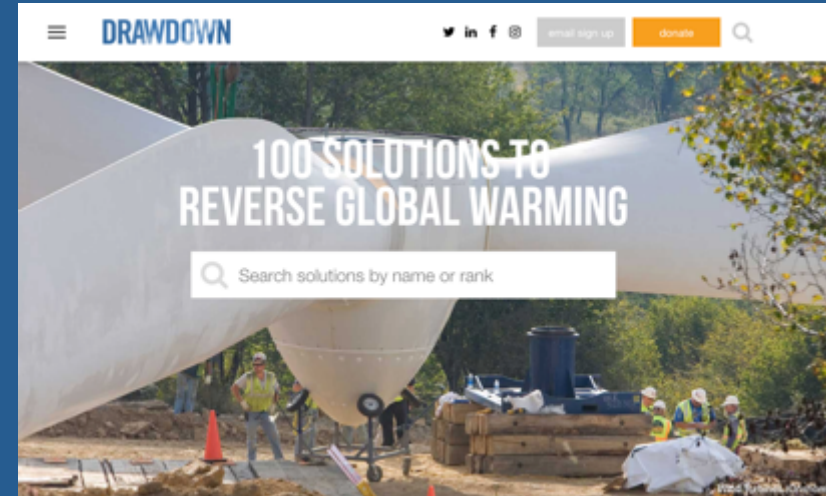 DRAWDOWN
email sign up
donate
100 SOLUTIONS TO
REVERSE GLOBAL WARMING
Search solutions by name or rank